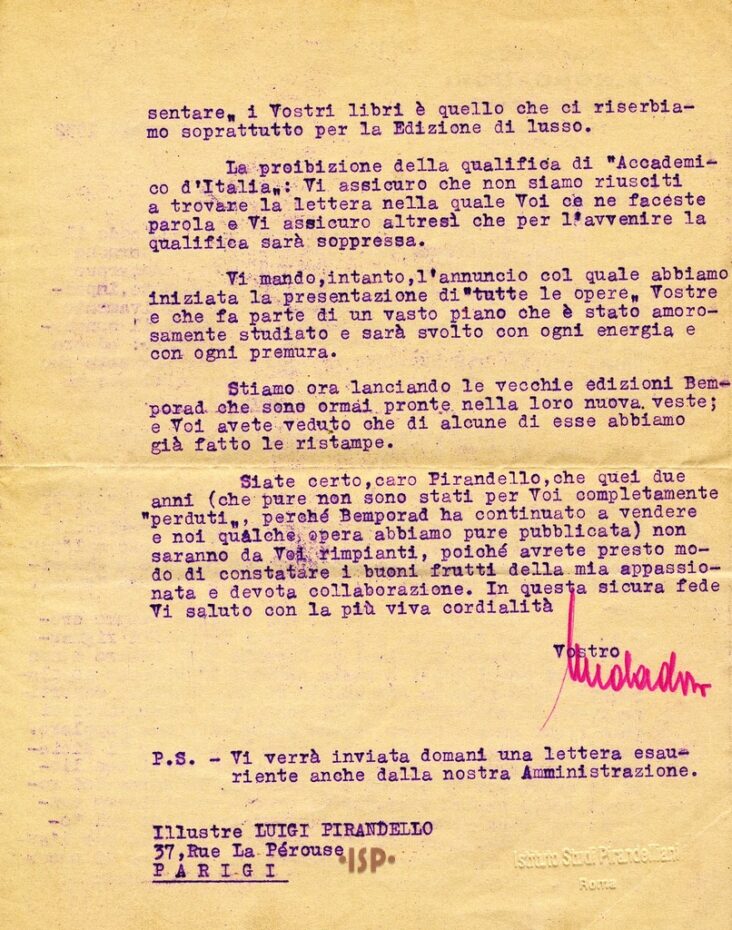 sentare„ i Vostri libri è quello che ci riserbia-
mo soprattutto per la Edizione di lusso.
La proibizione della qualifica di "Accademi-
co d'Italia„: Vi assicuro che non siamo riusciti
a trovare la lettera nella quale Voi ce ne faceste
parola e Vi assicuro altresì che per l'avvenire la
qualifica sarà soppressa.
Vi mando,intanto,l'annuncio col quale abbiamo
iniziata la presentazione di"tutte le opere„ Vostre
e che fa parte di un vasto piano che è stato amoro-
samente studiato e sarà svolto con ogni energia e
con ogni premura.
Stiamo ora lanciando le vecchie edizioni Bem-
porad che sono ormai pronte nella loro nuova veste;
e Voi avete veduto che di alcune di esse abbiamo
già fatto le ristampe.
Siate certo,caro Pirandello,che quei due
anni (che pure non sono stati per Voi completamente
"perduti„, perché Bemporad ha continuato a vendere
e noi qualche opera abbiamo pure pubblicata) non
saranno da Voi rimpianti, poiché avrete presto mo-
do di constatare i buoni frutti della mia appassio-
nata e devota collaborazione. In questa sicura fede
Vi saluto con la più viva cordialità
Vostro
Mondadori
P.S. - Vi verrà inviata domani una lettera esau-
riente anche dalla nostra Amministrazione.
Illustre LUIGI PIRANDELLO
37,Rue La Pérouse
PARIGI
•ISP•
Istituto Studi Pirandelliani
Roma